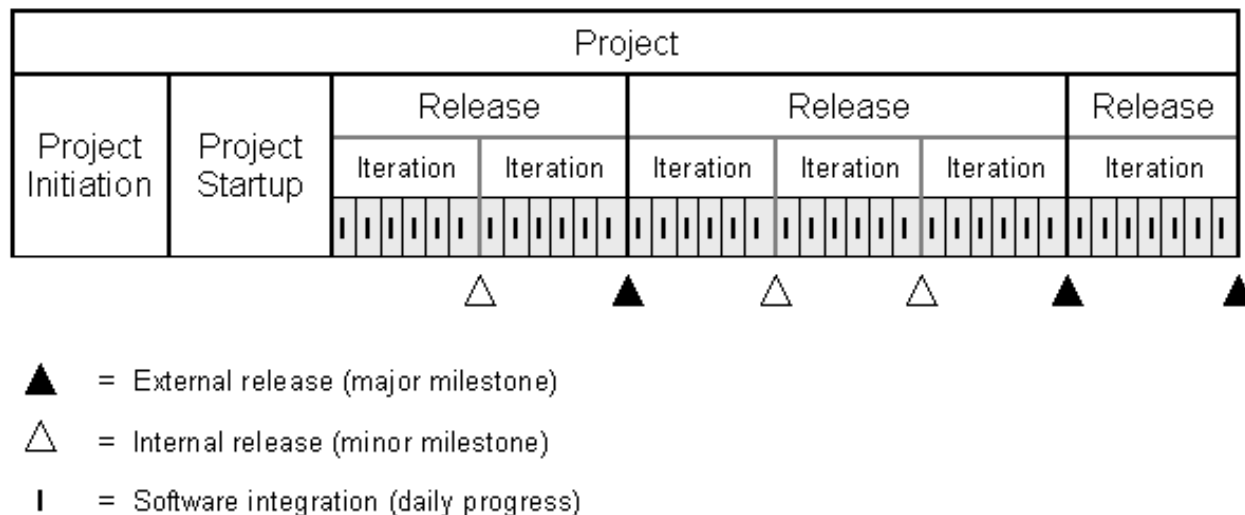 Project
Project
Initiation
Project
Startup
Release
Release
Release
Iteration
Iteration
Iteration
Iteration
Iteration
Iteration
I I I I I I I I I I I I I I I I I I I I I I I I I I I I I I I I I I I I I
= External release (major milestone)
= Internal release (minor milestone)
I = Software integration (daily progress)